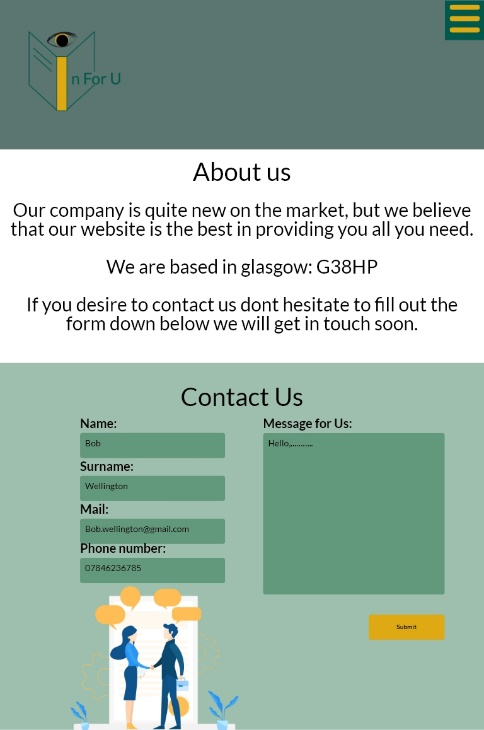 n For U
About us
Our company is quite new on the market, but we believe
that our website is the best in providing you all you need.
We are based in glasgow: G38HP
If you desire to contact us dont hesitate to fill out the
form down below we will get in touch soon.
Contact Us
Name:
Bob
Surname:
Wellington
Mail:
Bob.wellington@gmail.com
Phone number:
07846236785
Message for Us:
Hello,..........
Submit